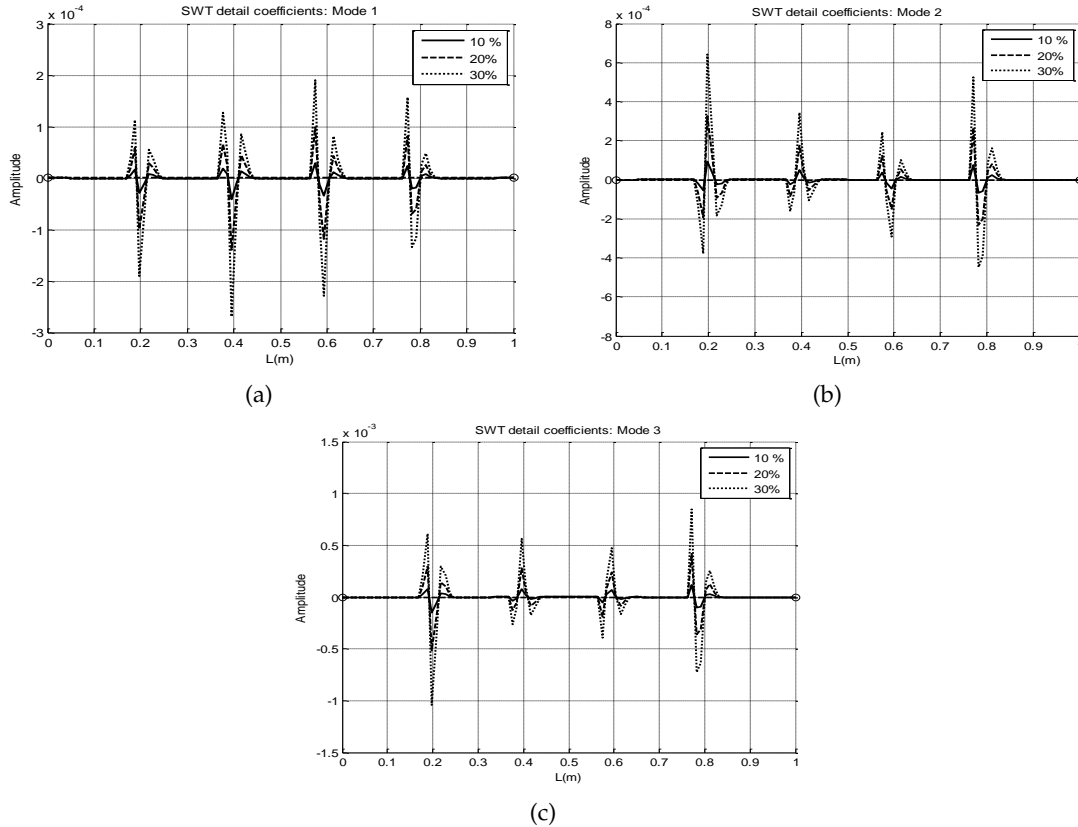 x 10⁻⁴
SWT detail coefficients: Mode 1
3
2
1
0
-1
-2
-3
Amplitude
10 %
20%
30%
0 0.1 0.2 0.3 0.4 0.5 0.6 0.7 0.8 0.9 1
L(m)
(a)
x 10⁻⁴
SWT detail coefficients: Mode 2
8
6
4
2
0
-2
-4
-6
-8
Amplitude
10 %
20%
30%
0 0.1 0.2 0.3 0.4 0.5 0.6 0.7 0.8 0.9
L(m)
(b)
x 10⁻³
SWT detail coefficients: Mode 3
1.5
1
0.5
0
-0.5
-1
-1.5
Amplitude
10 %
20%
30%
0 0.1 0.2 0.3 0.4 0.5 0.6 0.7 0.8 0.9 1
L(m)
(c)